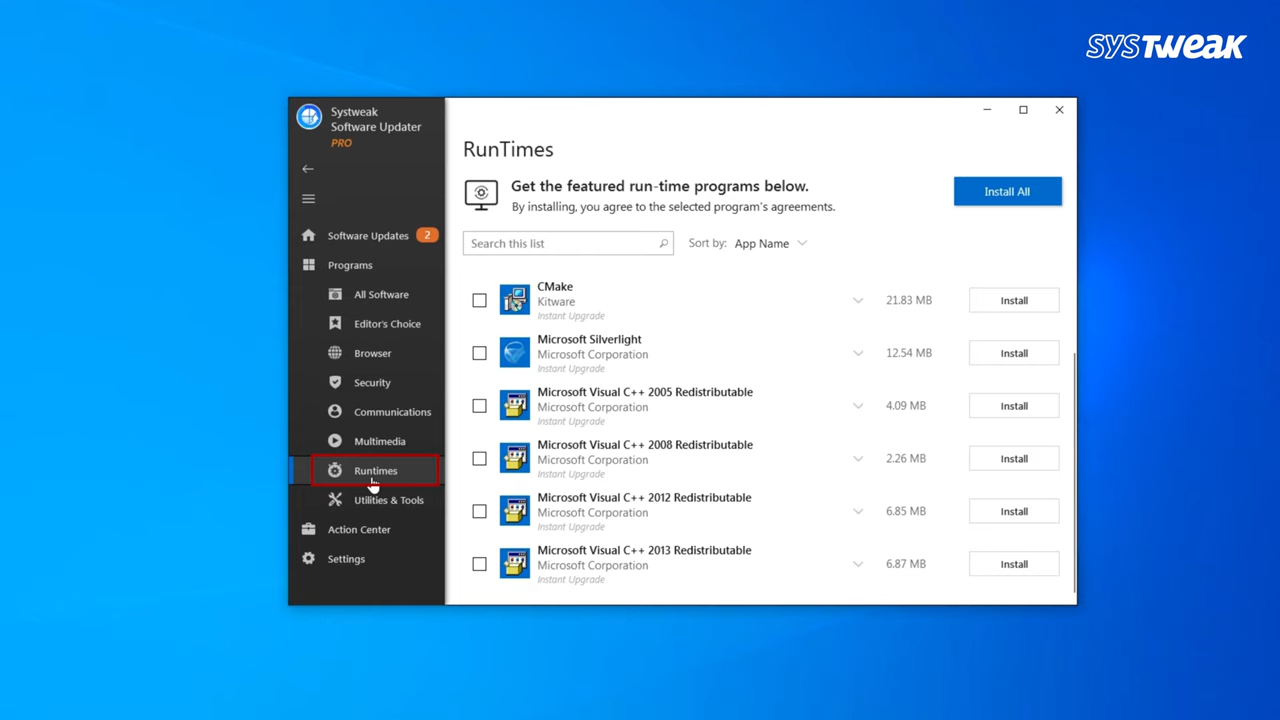 SYSTWEAK
Systweak
Software Updater
PRO
Software Updates 2
Programs
All Software
Editor's Choice
Browser
Security
Communications
Multimedia
Runtimes
Utilities & Tools
Action Center
Settings
RunTimes
Get the featured run-time programs below.
By installing, you agree to the selected program's agreements.
Install All
Search this list
Sort by: App Name
CMake
Kitware
Instant Upgrade
21.83 MB
Install
Microsoft Silverlight
Microsoft Corporation
Instant Upgrade
12.54 MB
Install
Microsoft Visual C++ 2005 Redistributable
Microsoft Corporation
Instant Upgrade
4.09 MB
Install
Microsoft Visual C++ 2008 Redistributable
Microsoft Corporation
Instant Upgrade
2.26 MB
Install
Microsoft Visual C++ 2012 Redistributable
Microsoft Corporation
Instant Upgrade
6.85 MB
Install
Microsoft Visual C++ 2013 Redistributable
Microsoft Corporation
Instant Upgrade
6.87 MB
Install